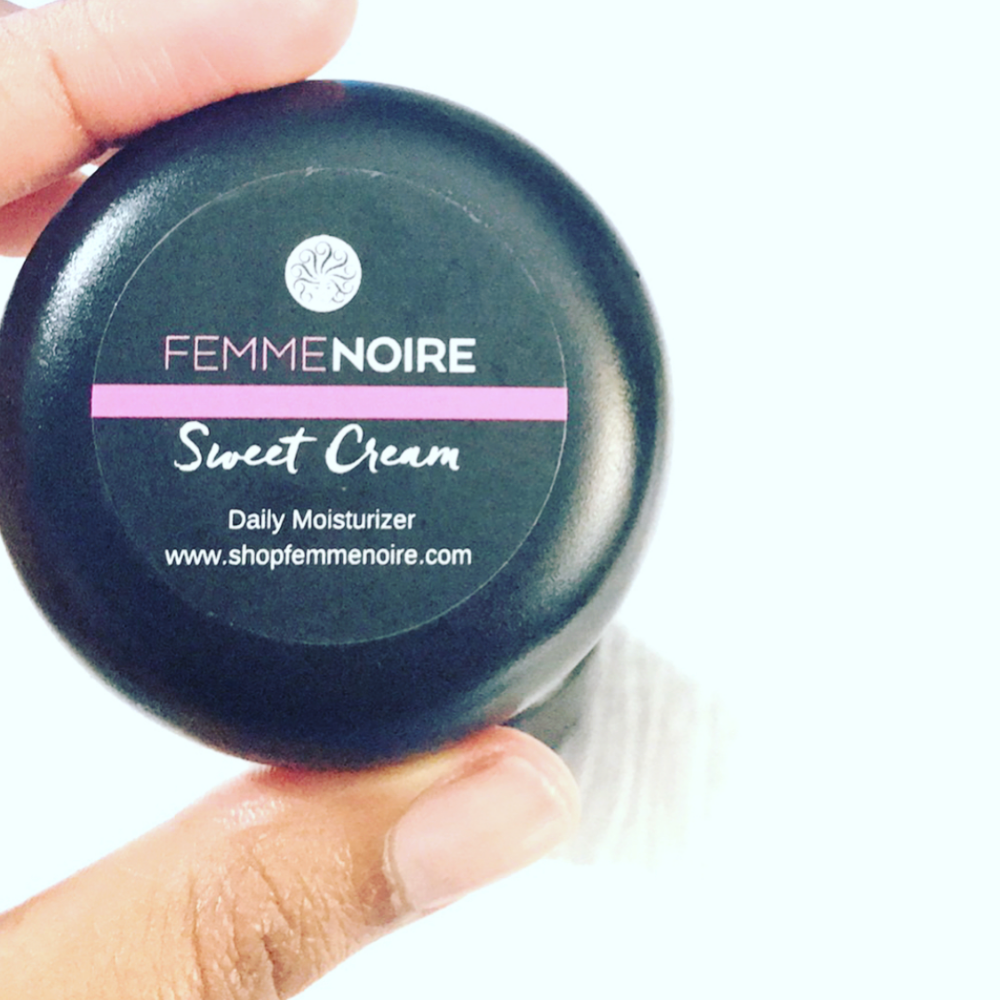 FEMMENOIRE
Sweet Cream
Daily Moisturizer
www.shopfemmenoire.com